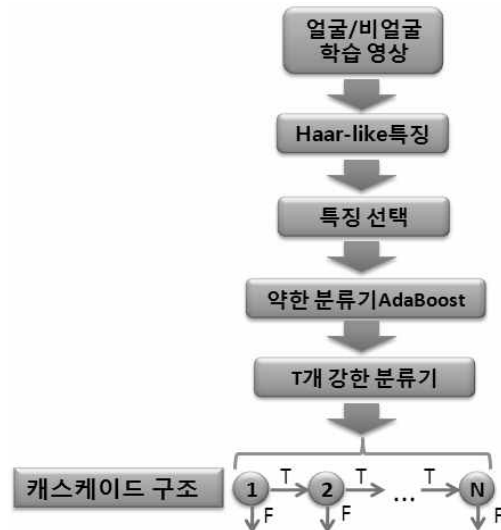 얼굴/비얼굴
학습 영상
Haar-like특징
특징 선택
약한 분류기AdaBoost
T개 강한 분류기
캐스케이드 구조 1 T 2 T ... T N
F F F